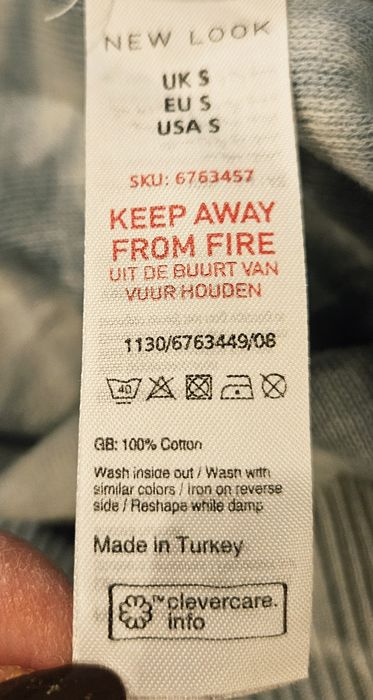 NEW LOOK
UK S
EU S
USA S
SKU: 6763457
KEEP AWAY
FROM FIRE
UIT DE BUURT VAN
VUUR HOUDEN
1130/6763449/08
40
GB: 100% Cotton
Wash inside out / Wash with
similar colors / Iron on reverse
side / Reshape while damp
Made in Turkey
™clevercare.
info